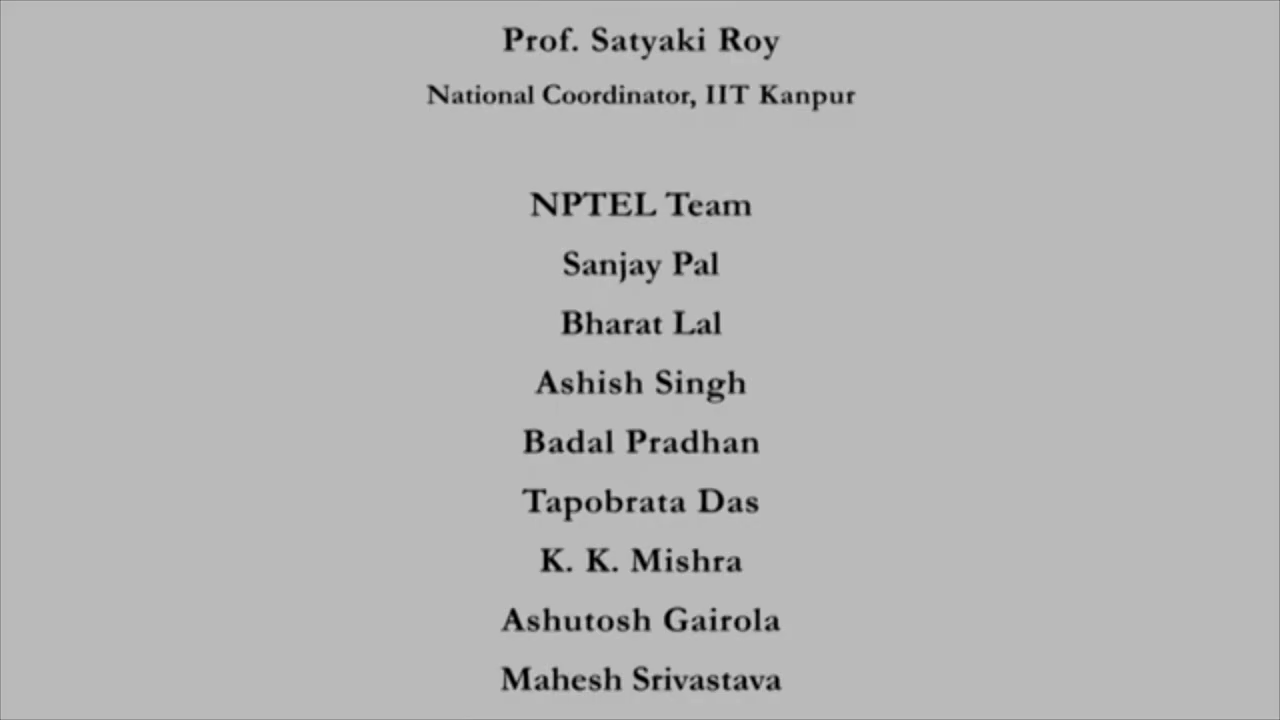 Prof. Satyaki Roy
National Coordinator, IIT Kanpur
NPTEL Team
Sanjay Pal
Bharat Lal
Ashish Singh
Badal Pradhan
Tapobrata Das
K. K. Mishra
Ashutosh Gairola
Mahesh Srivastava